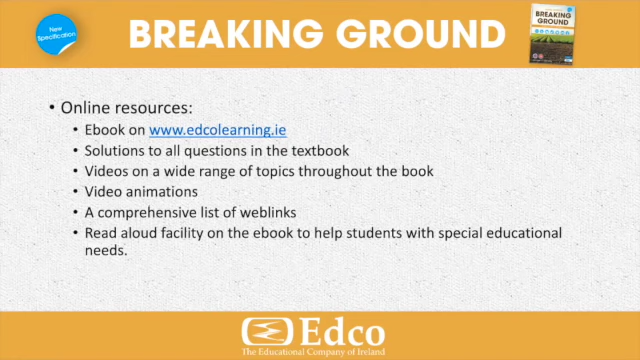 New
Specification
BREAKING GROUND
BREAKING
GROUND
• Online resources:
• Ebook on www.edcolearning.ie
• Solutions to all questions in the textbook
• Videos on a wide range of topics throughout the book
• Video animations
• A comprehensive list of weblinks
• Read aloud facility on the ebook to help students with special educational
needs.
Edco
The Educational Company of Ireland